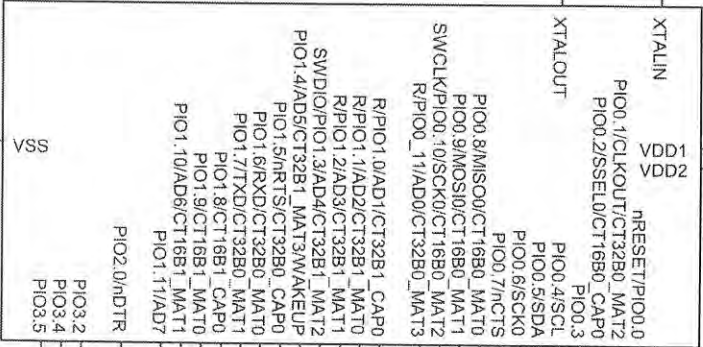 XTALIN
XTALOUT
VDD1
VDD2
VSS
nRESET/PIO0.0
PIO0.1/CLKOUT/CT32B0_MAT2
PIO0.2/SSEL0/CT16B0_CAP0
PIO0.3
PIO0.4/SCL
PIO0.5/SDA
PIO0.6/SCK0
PIO0.7/nCTS
PIO0.8/MISO0/CT16B0_MAT0
PIO0.9/MOSI0/CT16B0_MAT1
SWCLK/PIO0.10/SCK0/CT16B0_MAT2
R/PIO0_11/AD0/CT32B0_MAT3
R/PIO1.0/AD1/CT32B1_CAP0
R/PIO1.1/AD2/CT32B1_MAT0
R/PIO1.2/AD3/CT32B1_MAT1
SWDIO/PIO1.3/AD4/CT32B1_MAT2
PIO1.4/AD5/CT32B1_MAT3/WAKEUP
PIO1.5/nRTS/CT32B0_CAP0
PIO1.6/RXD/CT32B0_MAT0
PIO1.7/TXD/CT32B0_MAT1
PIO1.8/CT16B1_CAP0
PIO1.9/CT16B1_MAT0
PIO1.10/AD6/CT16B1_MAT1
PIO1.11/AD7
PIO2.0/nDTR
PIO3.2
PIO3.4
PIO3.5